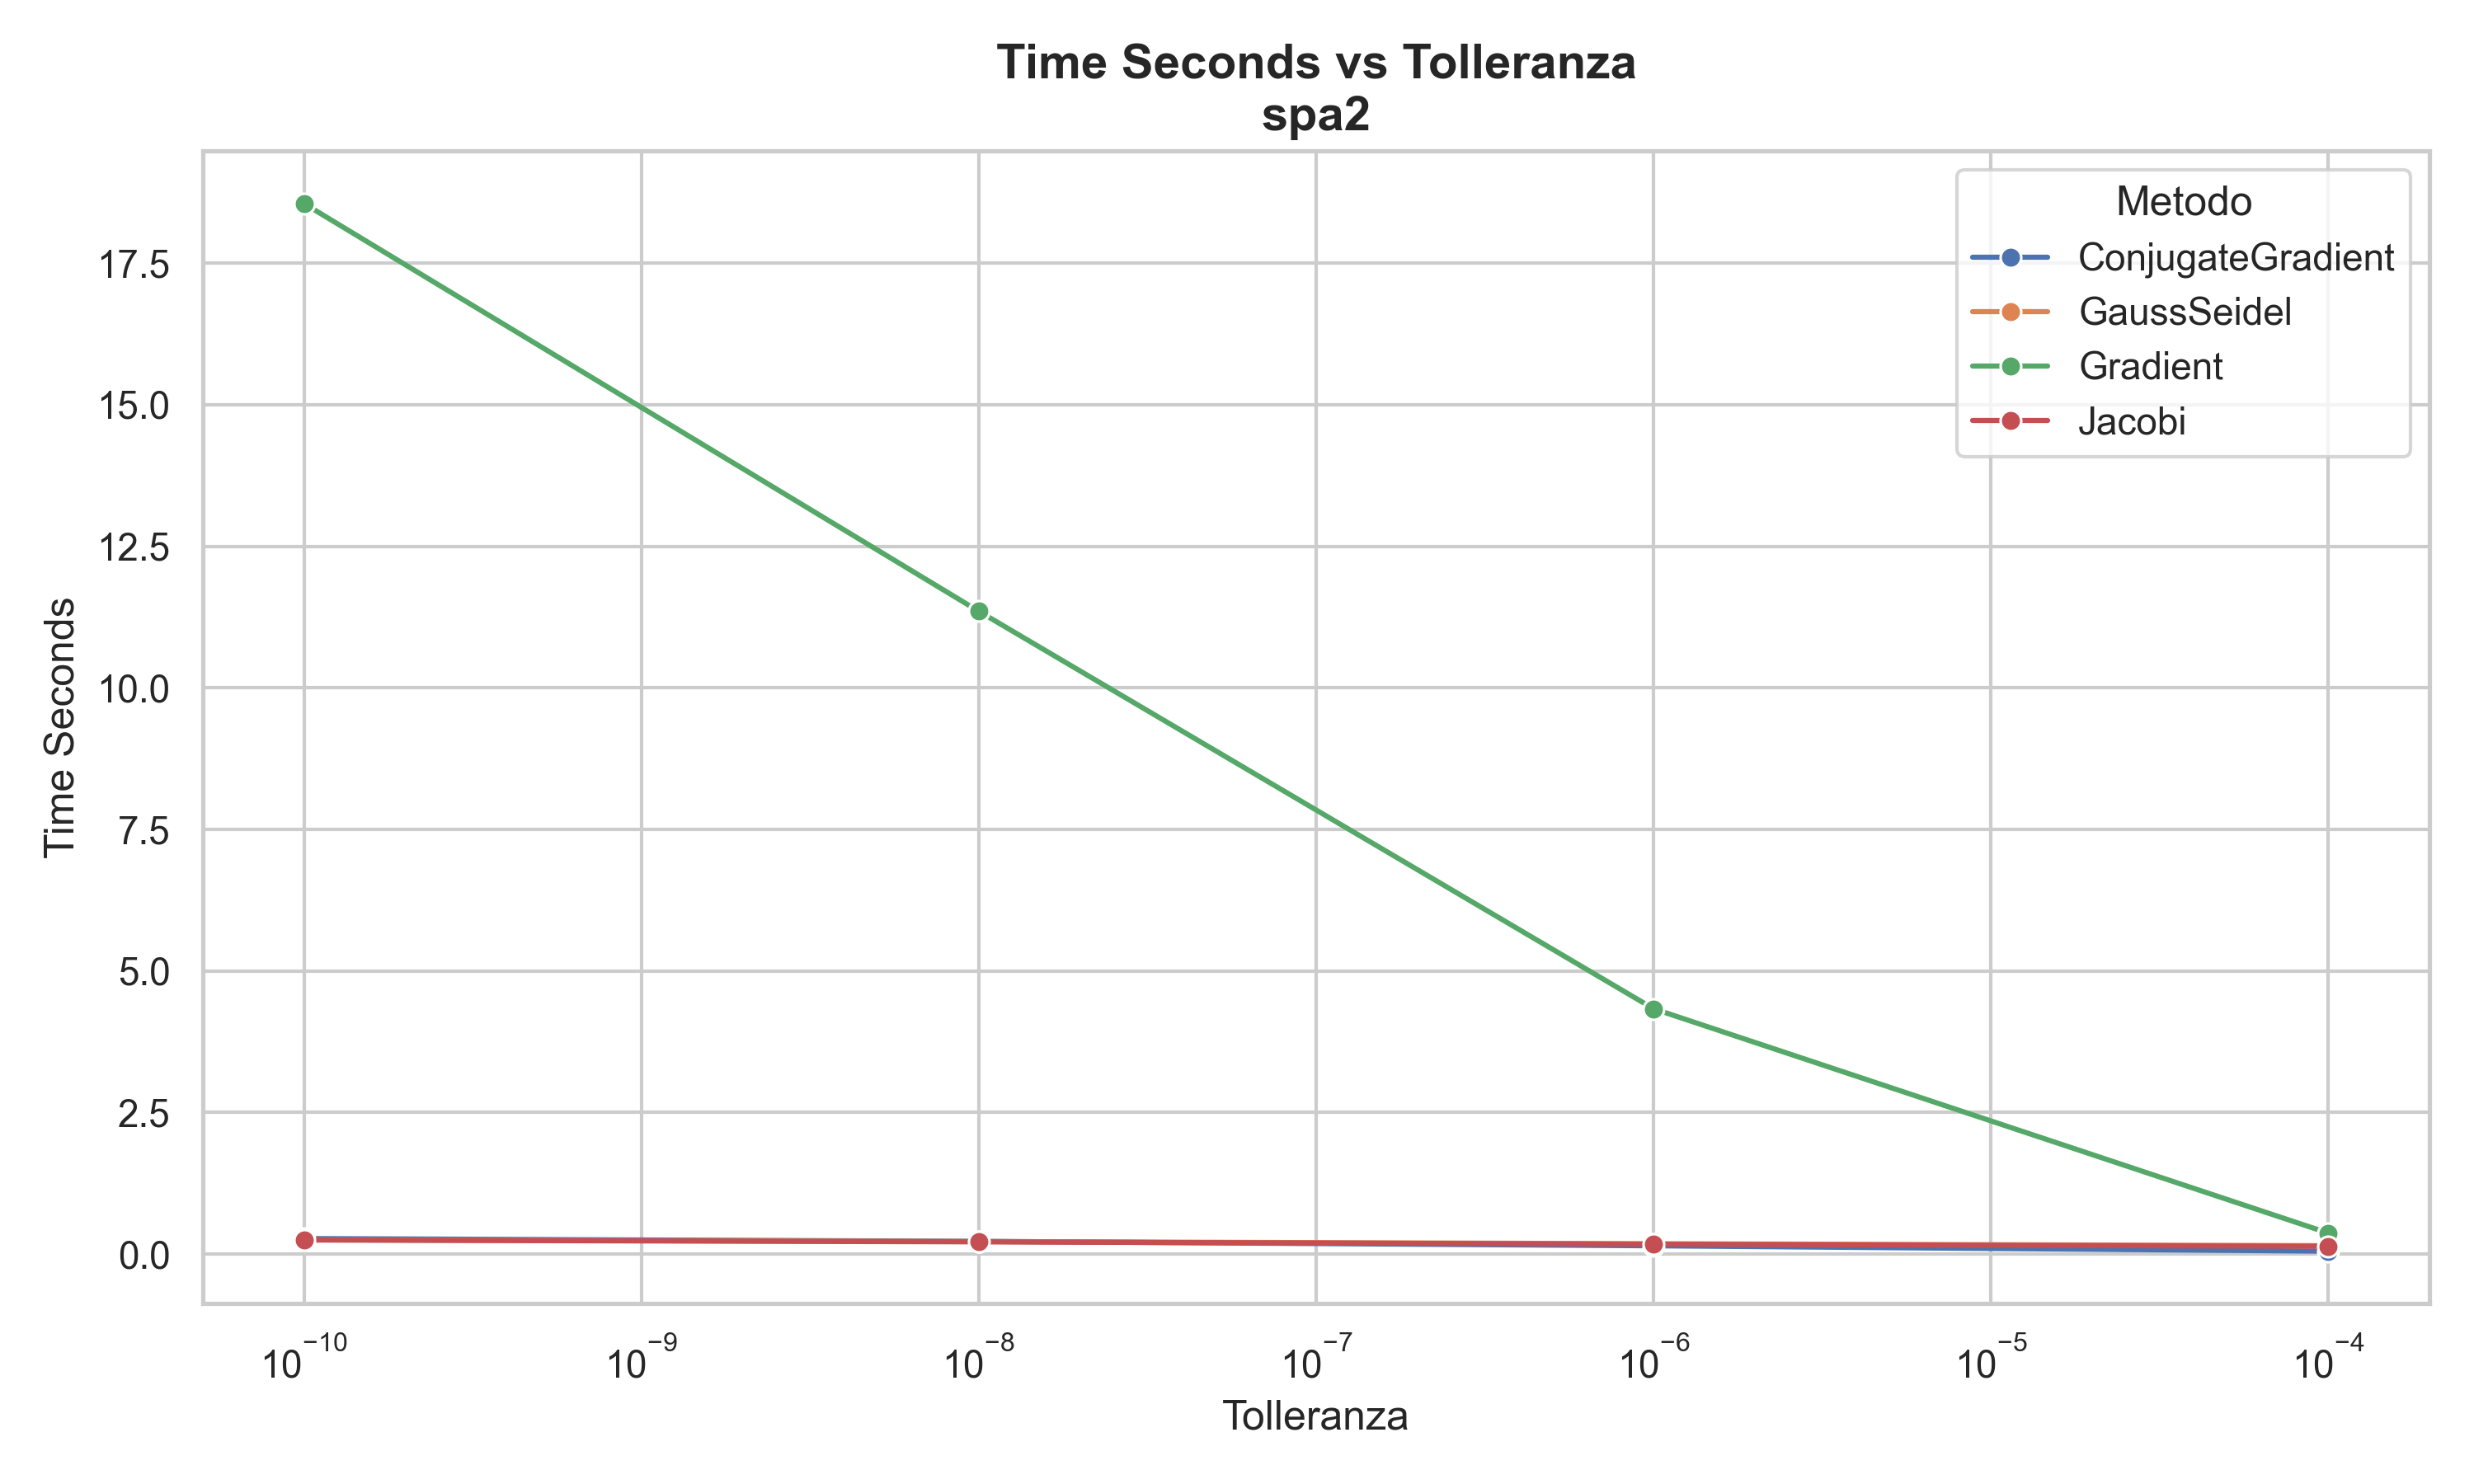 Time Seconds vs Tolleranza
spa2
Metodo
ConjugateGradient
GaussSeidel
Gradient
Jacobi
Time Seconds
17.5
15.0
12.5
10.0
7.5
5.0
2.5
0.0
10⁻¹⁰ 10⁻⁹ 10⁻⁸ 10⁻⁷ 10⁻⁶ 10⁻⁵ 10⁻⁴
Tolleranza